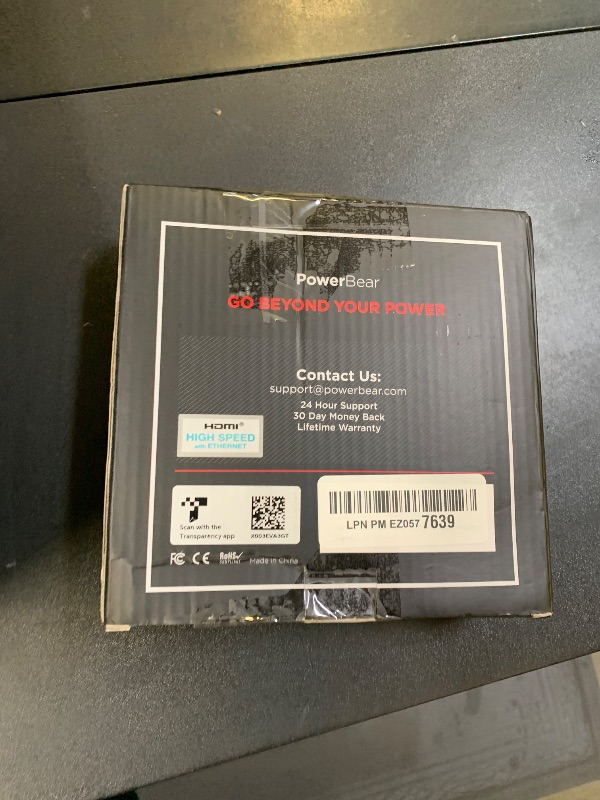 PowerBear
GO BEYOND YOUR POWER
Contact Us:
support@powerbear.com
24 Hour Support
30 Day Money Back
Lifetime Warranty
HDMI®
HIGH SPEED
with ETHERNET
Scan with the
Transparency app
X003EVA3GT
LPN PM EZ057 7639
FC CE RoHS Made in China